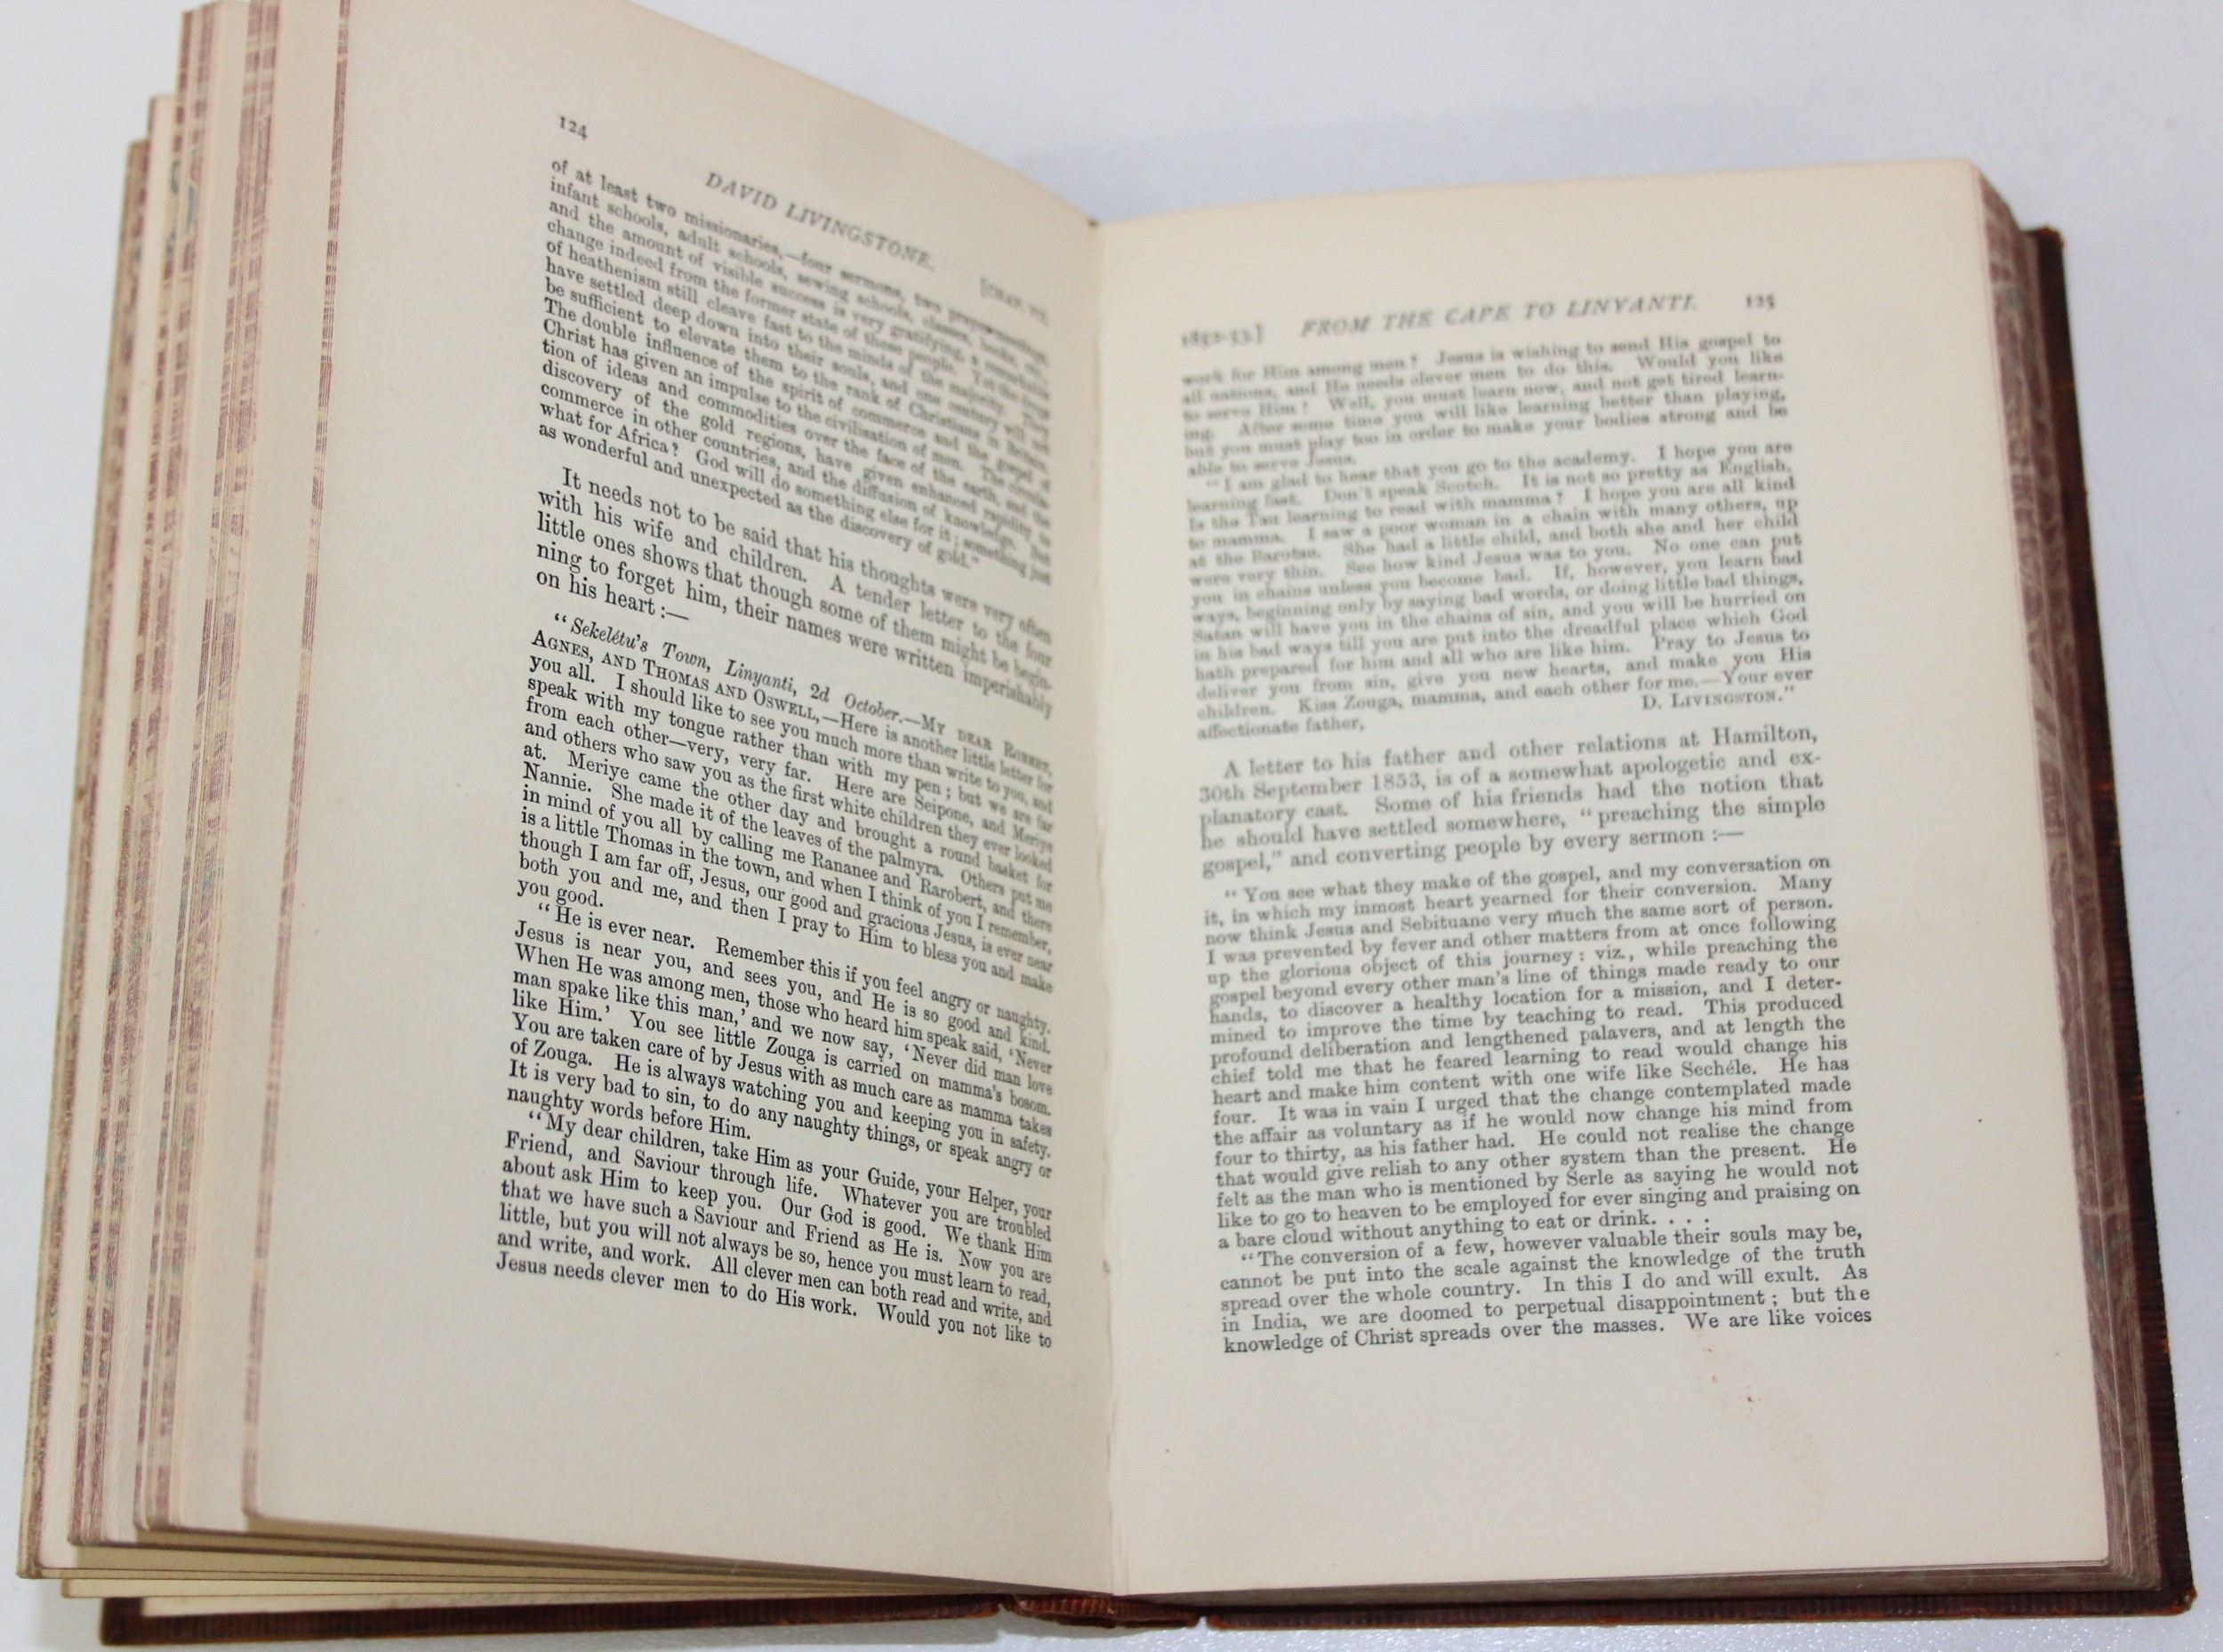 124
DAVID LIVINGSTONE.
[CHAP. VII.
of at least two missionaries,—four sermons, two prayer-meetings,
infant schools, adult schools, sewing schools, classes, books, etc.,
and the amount of visible success is very gratifying, a remarkable
change indeed from the former state of these people. Yet the dregs
of heathenism still cleave fast to the minds of the majority. They
have settled deep down into their souls, and one century will not
be sufficient to elevate them to the rank of Christians in Britain.
The double influence of the spirit of commerce and the gospel of
Christ has given an impulse to the civilisation of men. The circula-
tion of ideas and commodities over the face of the earth, and the
discovery of the gold regions, have given enhanced rapidity to
commerce in other countries, and the diffusion of knowledge. But
what for Africa? God will do something else for it; something just
as wonderful and unexpected as the discovery of gold."
It needs not to be said that his thoughts were very often
with his wife and children. A tender letter to the four
little ones shows that though some of them might be begin-
ning to forget him, their names were written imperishably
on his heart:—
"Sekelétu's Town, Linyanti, 2d October.—MY DEAR ROBERT,
AGNES, AND THOMAS AND OSWELL,—Here is another little letter for
you all. I should like to see you much more than write to you, and
speak with my tongue rather than with my pen; but we are far
from each other—very, very far. Here are Seipone, and Meriye
and others who saw you as the first white children they ever looked
at. Meriye came the other day and brought a round basket for
Nannie. She made it of the leaves of the palmyra. Others put me
in mind of you all by calling me Rananee and Rarobert, and there
is a little Thomas in the town, and when I think of you I remember,
though I am far off, Jesus, our good and gracious Jesus, is ever near
both you and me, and then I pray to Him to bless you and make
you good.
"He is ever near. Remember this if you feel angry or naughty.
Jesus is near you, and sees you, and He is so good and kind.
When He was among men, those who heard him speak said, 'Never
man spake like this man,' and we now say, 'Never did man love
like Him.' You see little Zouga is carried on mamma's bosom.
You are taken care of by Jesus with as much care as mamma takes
of Zouga. He is always watching you and keeping you in safety.
It is very bad to sin, to do any naughty things, or speak angry or
naughty words before Him.
"My dear children, take Him as your Guide, your Helper, your
Friend, and Saviour through life. Whatever you are troubled
about ask Him to keep you. Our God is good. We thank Him
that we have such a Saviour and Friend as He is. Now you are
little, but you will not always be so, hence you must learn to read,
and write, and work. All clever men can both read and write, and
Jesus needs clever men to do His work. Would you not like to
1852-53.] FROM THE CAPE TO LINYANTI. 125
work for Him among men? Jesus is wishing to send His gospel to
all nations, and He needs clever men to do this. Would you like
to serve Him? Well, you must learn now, and not get tired learn-
ing. After some time you will like learning better than playing,
but you must play too in order to make your bodies strong and be
able to serve Jesus.
"I am glad to hear that you go to the academy. I hope you are
learning fast. Don't speak Scotch. It is not so pretty as English.
Is the Tau learning to read with mamma? I hope you are all kind
to mamma. I saw a poor woman in a chain with many others, up
at the Barotse. She had a little child, and both she and her child
were very thin. See how kind Jesus was to you. No one can put
you in chains unless you become bad. If, however, you learn bad
ways, beginning only by saying bad words, or doing little bad things,
Satan will have you in the chains of sin, and you will be hurried on
in his bad ways till you are put into the dreadful place which God
hath prepared for him and all who are like him. Pray to Jesus to
deliver you from sin, give you new hearts, and make you His
children. Kiss Zouga, mamma, and each other for me.—Your ever
affectionate father, D. LIVINGSTON."
A letter to his father and other relations at Hamilton,
30th September 1853, is of a somewhat apologetic and ex-
planatory cast. Some of his friends had the notion that
he should have settled somewhere, "preaching the simple
gospel," and converting people by every sermon:—
"You see what they make of the gospel, and my conversation on
it, in which my inmost heart yearned for their conversion. Many
now think Jesus and Sebituane very much the same sort of person.
I was prevented by fever and other matters from at once following
up the glorious object of this journey: viz., while preaching the
gospel beyond every other man's line of things made ready to our
hands, to discover a healthy location for a mission, and I deter-
mined to improve the time by teaching to read. This produced
profound deliberation and lengthened palavers, and at length the
chief told me that he feared learning to read would change his
heart and make him content with one wife like Sechéle. He has
four. It was in vain I urged that the change contemplated made
the affair as voluntary as if he would now change his mind from
four to thirty, as his father had. He could not realise the change
that would give relish to any other system than the present. He
felt as the man who is mentioned by Serle as saying he would not
like to go to heaven to be employed for ever singing and praising on
a bare cloud without anything to eat or drink. . . .
"The conversion of a few, however valuable their souls may be,
cannot be put into the scale against the knowledge of the truth
spread over the whole country. In this I do and will exult. As
in India, we are doomed to perpetual disappointment; but the
knowledge of Christ spreads over the masses. We are like voices